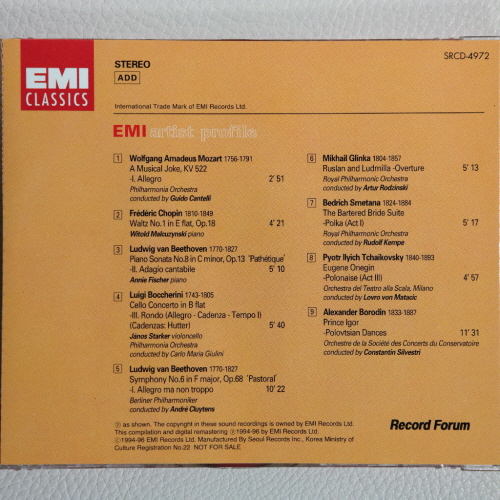 EMI
CLASSICS
STEREO
ADD
SRCD-4972
International Trade Mark of EMI Records Ltd.
EMI artist profile
1 Wolfgang Amadeus Mozart 1756-1791
A Musical Joke, KV 522
-I. Allegro 2' 51
Philharmonia Orchestra
conducted by Guido Cantelli
2 Frédéric Chopin 1810-1849
Waltz No.1 in E flat, Op.18 4' 21
Witold Malcuzynski piano
3 Ludwig van Beethoven 1770-1827
Piano Sonata No.8 in C minor, Op.13 'Pathétique'
-II. Adagio cantabile 5' 10
Annie Fischer piano
4 Luigi Boccherini 1743-1805
Cello Concerto in B flat
-III. Rondo (Allegro - Cadenza - Tempo I)
(Cadenzas: Hutter) 5' 40
János Starker violoncello
Philharmonia Orchestra
conducted by Carlo Maria Giulini
5 Ludwig van Beethoven 1770-1827
Symphony No.6 in F major, Op.68 'Pastoral'
-I. Allegro ma non troppo 10' 22
Berliner Philharmoniker
conducted by André Cluytens
6 Mikhail Glinka 1804-1857
Ruslan and Ludmilla -Overture 5' 13
Royal Philharmonic Orchestra
conducted by Artur Rodzinski
7 Bedrich Smetana 1824-1884
The Bartered Bride Suite
-Polka (Act I) 5' 17
Royal Philharmonic Orchestra
conducted by Rudolf Kempe
8 Pyotr Ilyich Tchaikovsky 1840-1893
Eugene Onegin
-Polonaise (Act III) 4' 57
Orchestra del Teatro alla Scala, Milano
conducted by Lovro von Matacic
9 Alexander Borodin 1833-1887
Prince Igor
-Polovtsian Dances 11' 31
Orchestre de la Société des Concerts du Conservatoire
conducted by Constantin Silvestri
℗ as shown. The copyright in these sound recordings is owned by EMI Records Ltd.
This compilation and digital remastering ℗1994-96 by EMI Records Ltd.
©1994-96 EMI Records Ltd. Manufactured By Seoul Records Inc., Korea Ministry of
Culture Registration No.22 NOT FOR SALE
Record Forum